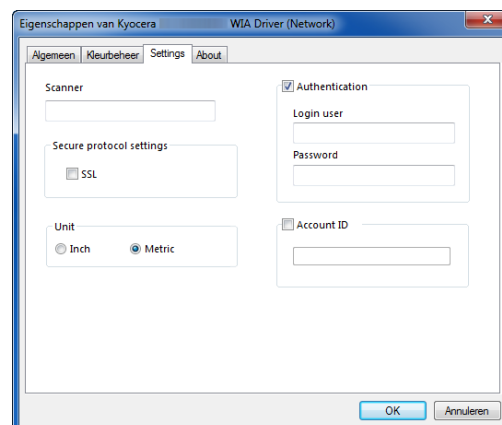 Eigenschappen van Kyocera WIA Driver (Network)
Algemeen Kleurbeheer Settings About
Scanner
Secure protocol settings
SSL
Unit
Inch Metric
Authentication
Login user
Password
Account ID
OK Annuleren